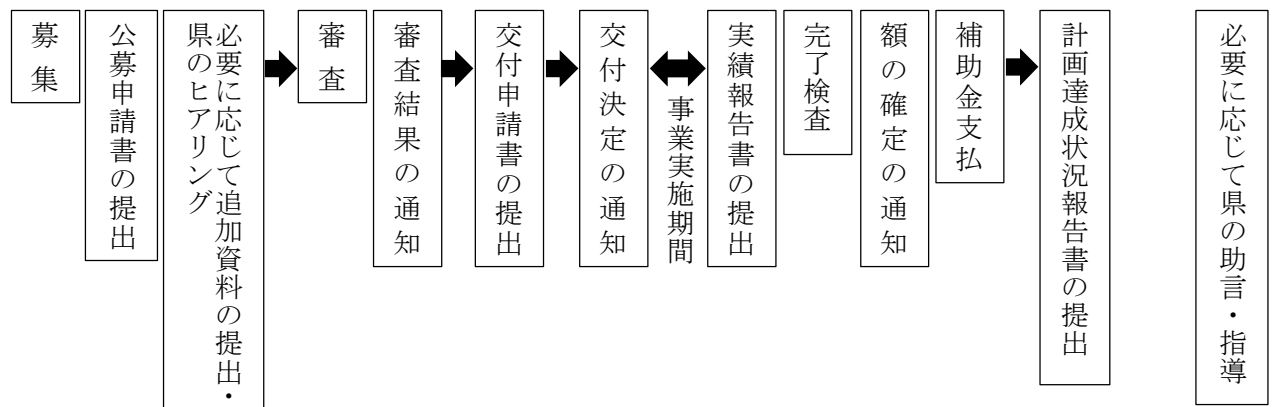 募集
公募申請書の提出
必要に応じて追加資料の提出・
県のヒアリング
審査
審査結果の通知
交付申請書の提出
交付決定の通知
事業実施期間
実績報告書の提出
完了検査
額の確定の通知
補助金支払
計画達成状況報告書の提出
必要に応じて県の助言・指導